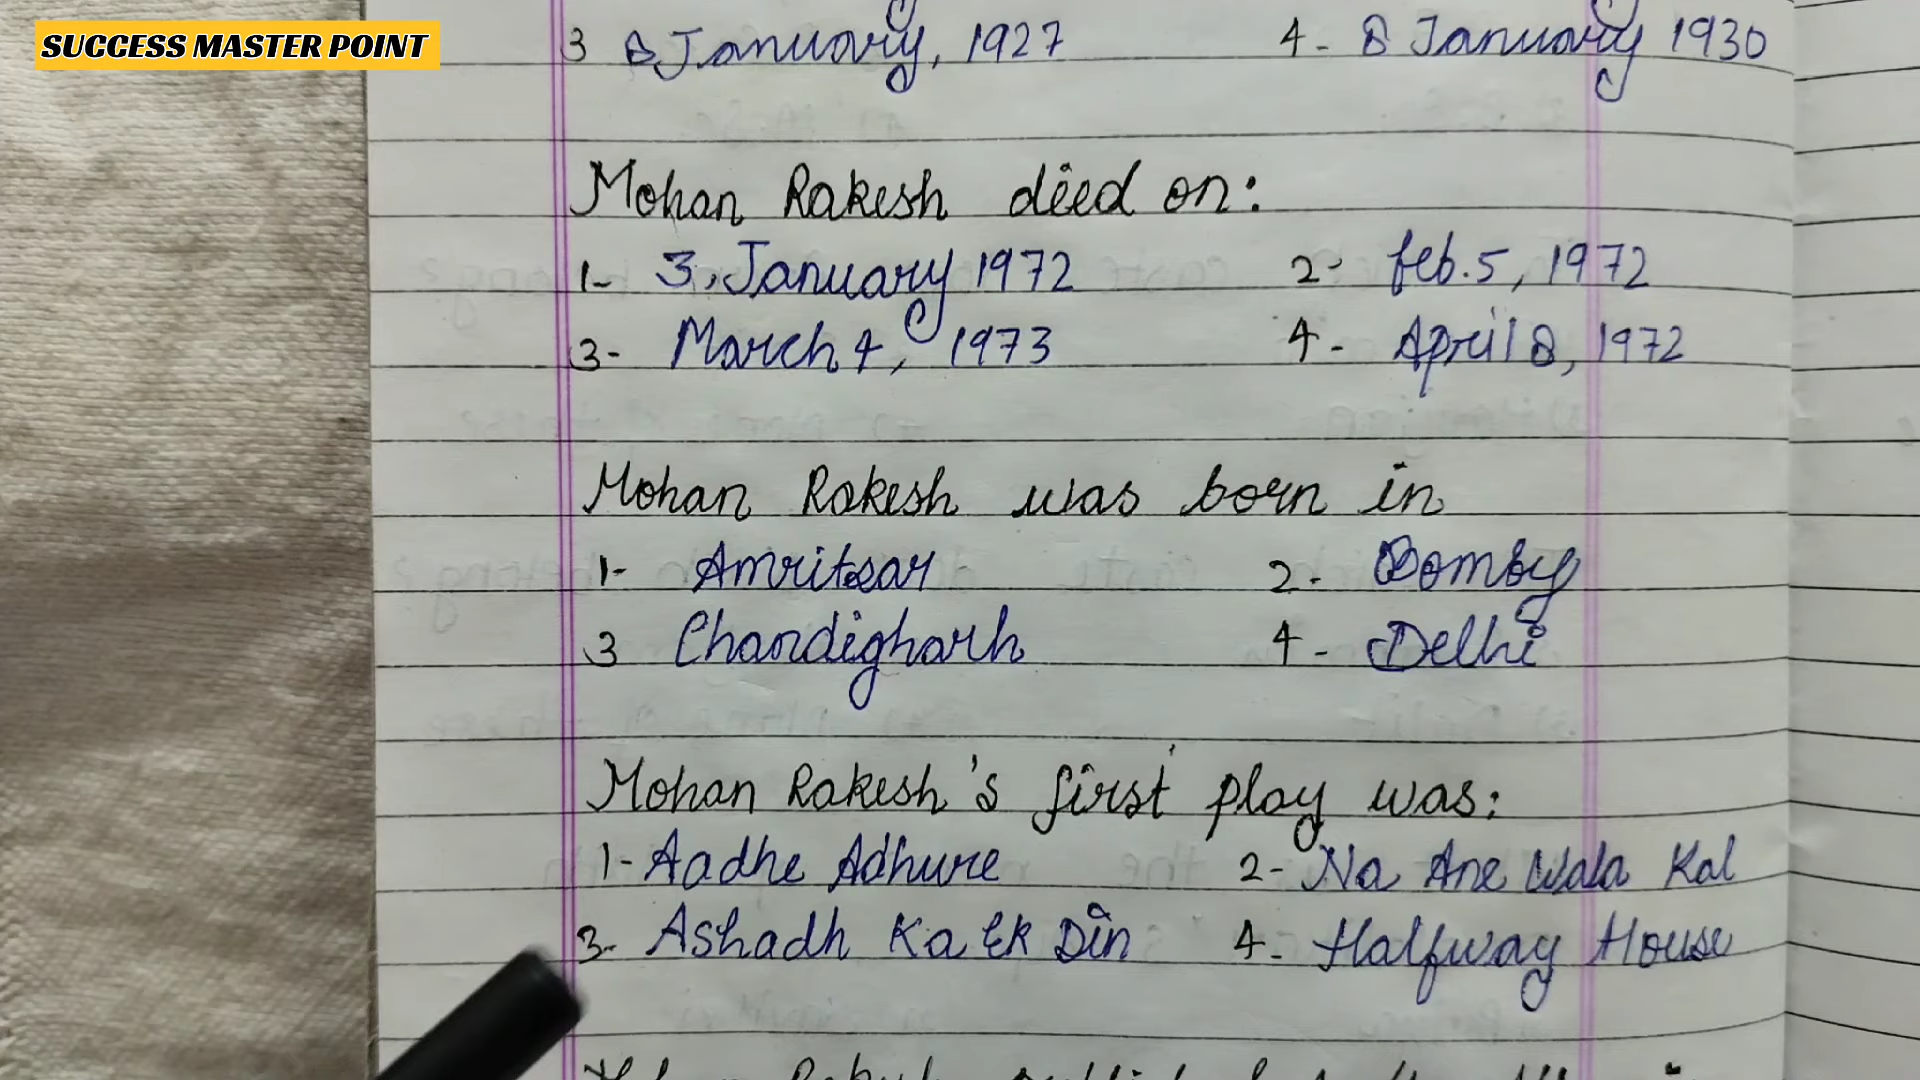 SUCCESS MASTER POINT
3 8 January, 1927 4- 8 January 1930
Mohan Rakesh died on:
1- 3, January 1972 2- feb. 5, 1972
3- March 4, 1973 4- April 8, 1972
Mohan Rakesh was born in
1- Amritsar 2- Bomby
3 Chandigharh 4- Delhi
Mohan Rakesh's first play was:
1- Aadhe Adhure 2- Na Ane Wala Kal
3- Ashadh Ka Ek Din 4- Halfway House